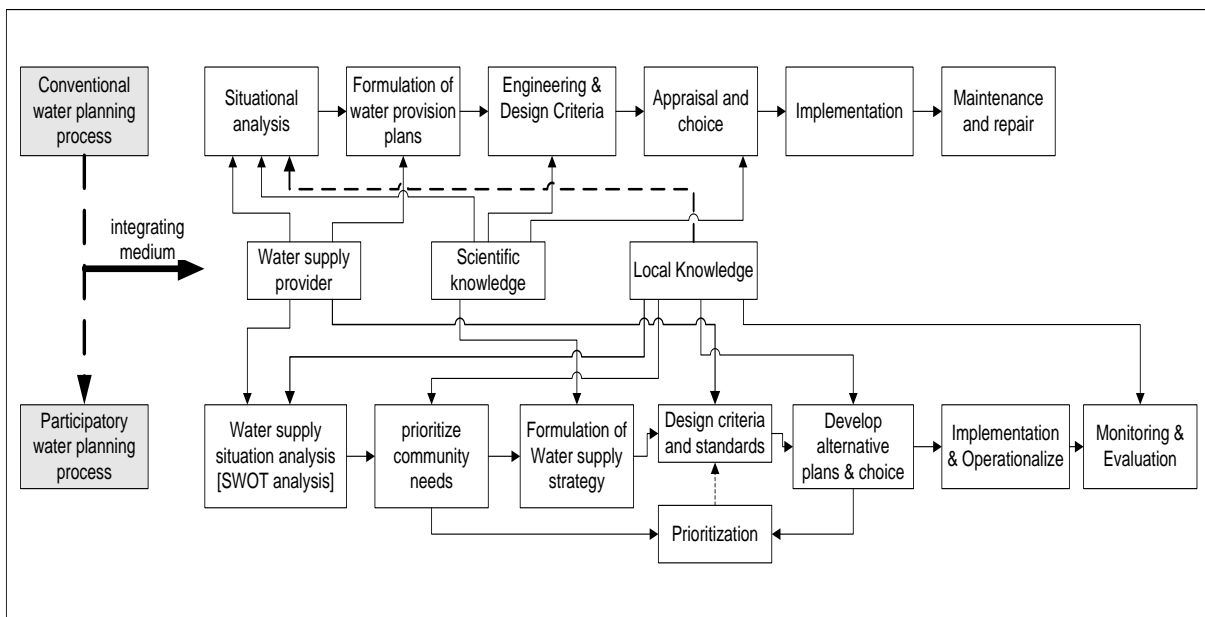 Conventional
water planning
process
Situational
analysis
Formulation of
water provision
plans
Engineering &
Design Criteria
Appraisal and
choice
Implementation
Maintenance
and repair
integrating
medium
Water supply
provider
Scientific
knowledge
Local Knowledge
Participatory
water planning
process
Water supply
situation analysis
[SWOT analysis]
prioritize
community
needs
Formulation of
Water supply
strategy
Design criteria
and standards
Develop
alternative
plans & choice
Implementation
& Operationalize
Monitoring &
Evaluation
Prioritization